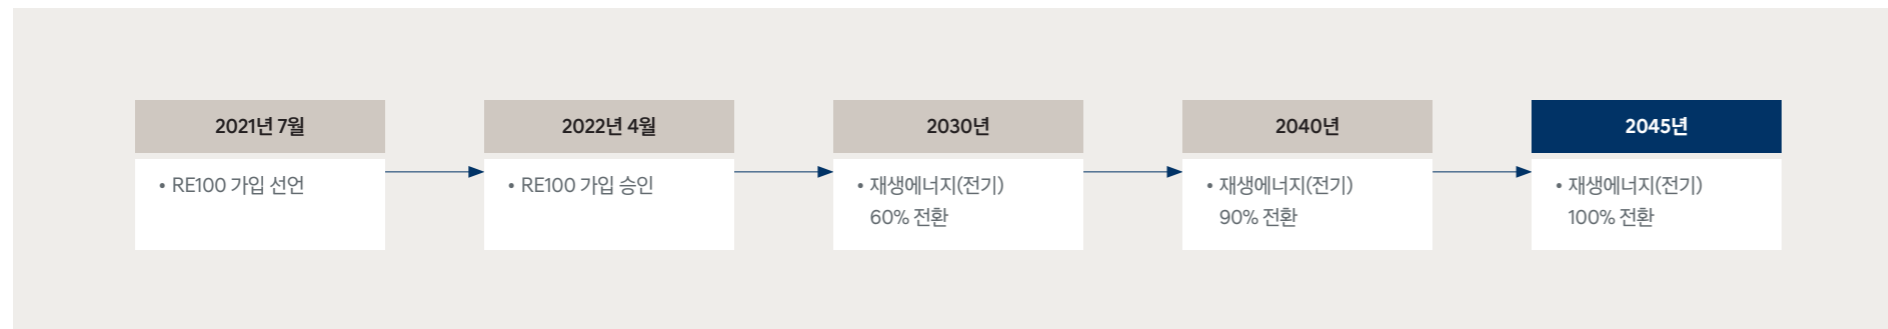 2021년 7월
• RE100 가입 선언
2022년 4월
• RE100 가입 승인
2030년
• 재생에너지(전기)
60% 전환
2040년
• 재생에너지(전기)
90% 전환
2045년
• 재생에너지(전기)
100% 전환